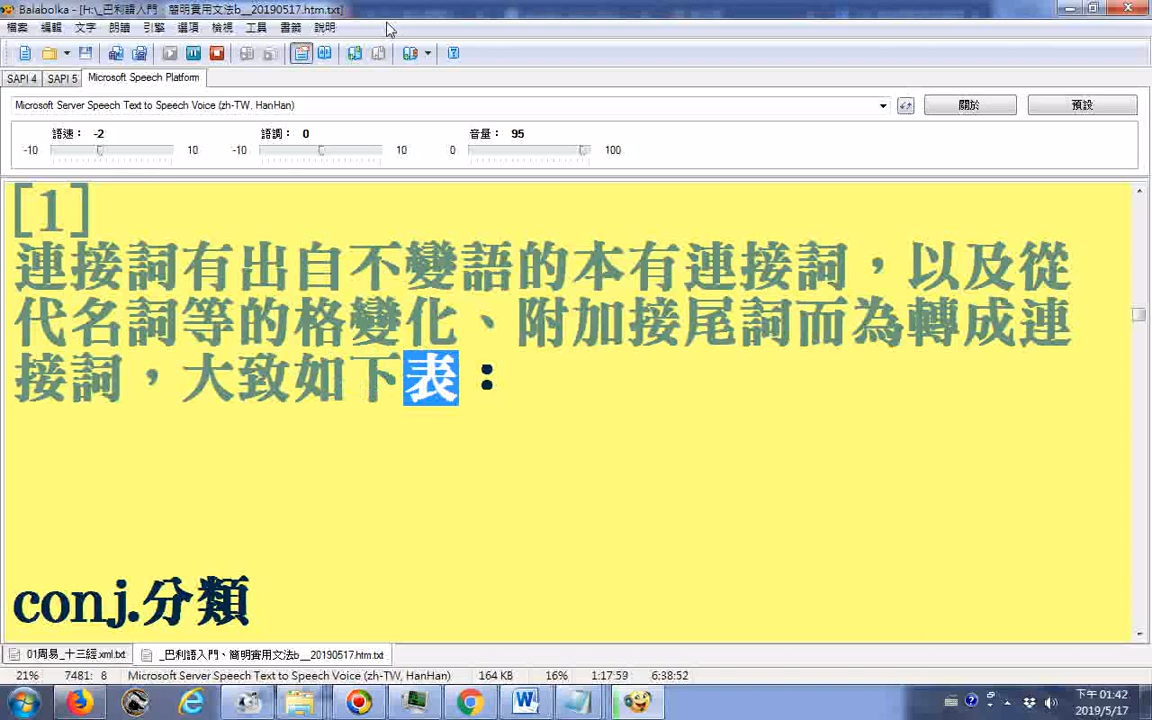 Balabolka - [H:\_巴利語入門、簡明實用文法b__20190517.htm.txt]
檔案 編輯 文字 朗讀 引擎 選項 檢視 工具 書籤 說明
SAPI 4 SAPI 5 Microsoft Speech Platform
Microsoft Server Speech Text to Speech Voice (zh-TW, HanHan) 關於 預設
語速： -2 語調： 0 音量： 95
-10 10 -10 10 0 100
[1]
連接詞有出自不變語的本有連接詞，以及從
代名詞等的格變化、附加接尾詞而為轉成連
接詞，大致如下表：
conj.分類
01周易_十三經.xml.txt _巴利語入門、簡明實用文法b__20190517.htm.txt
21% 7481: 8 Microsoft Server Speech Text to Speech Voice (zh-TW, HanHan) 164 KB 16% 1:17:59 6:38:52
下午 01:42
2019/5/17